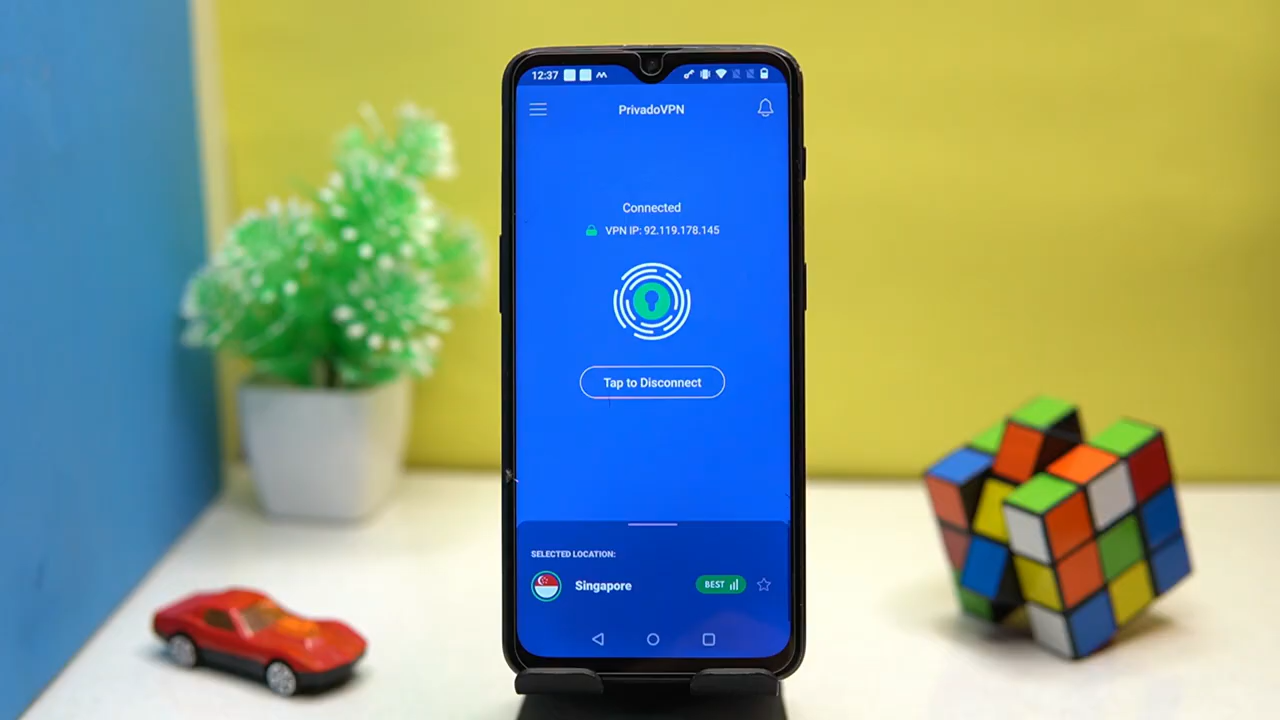 12:37
PrivadoVPN
Connected
VPN IP: 92.119.178.145
Tap to Disconnect
SELECTED LOCATION:
Singapore
BEST